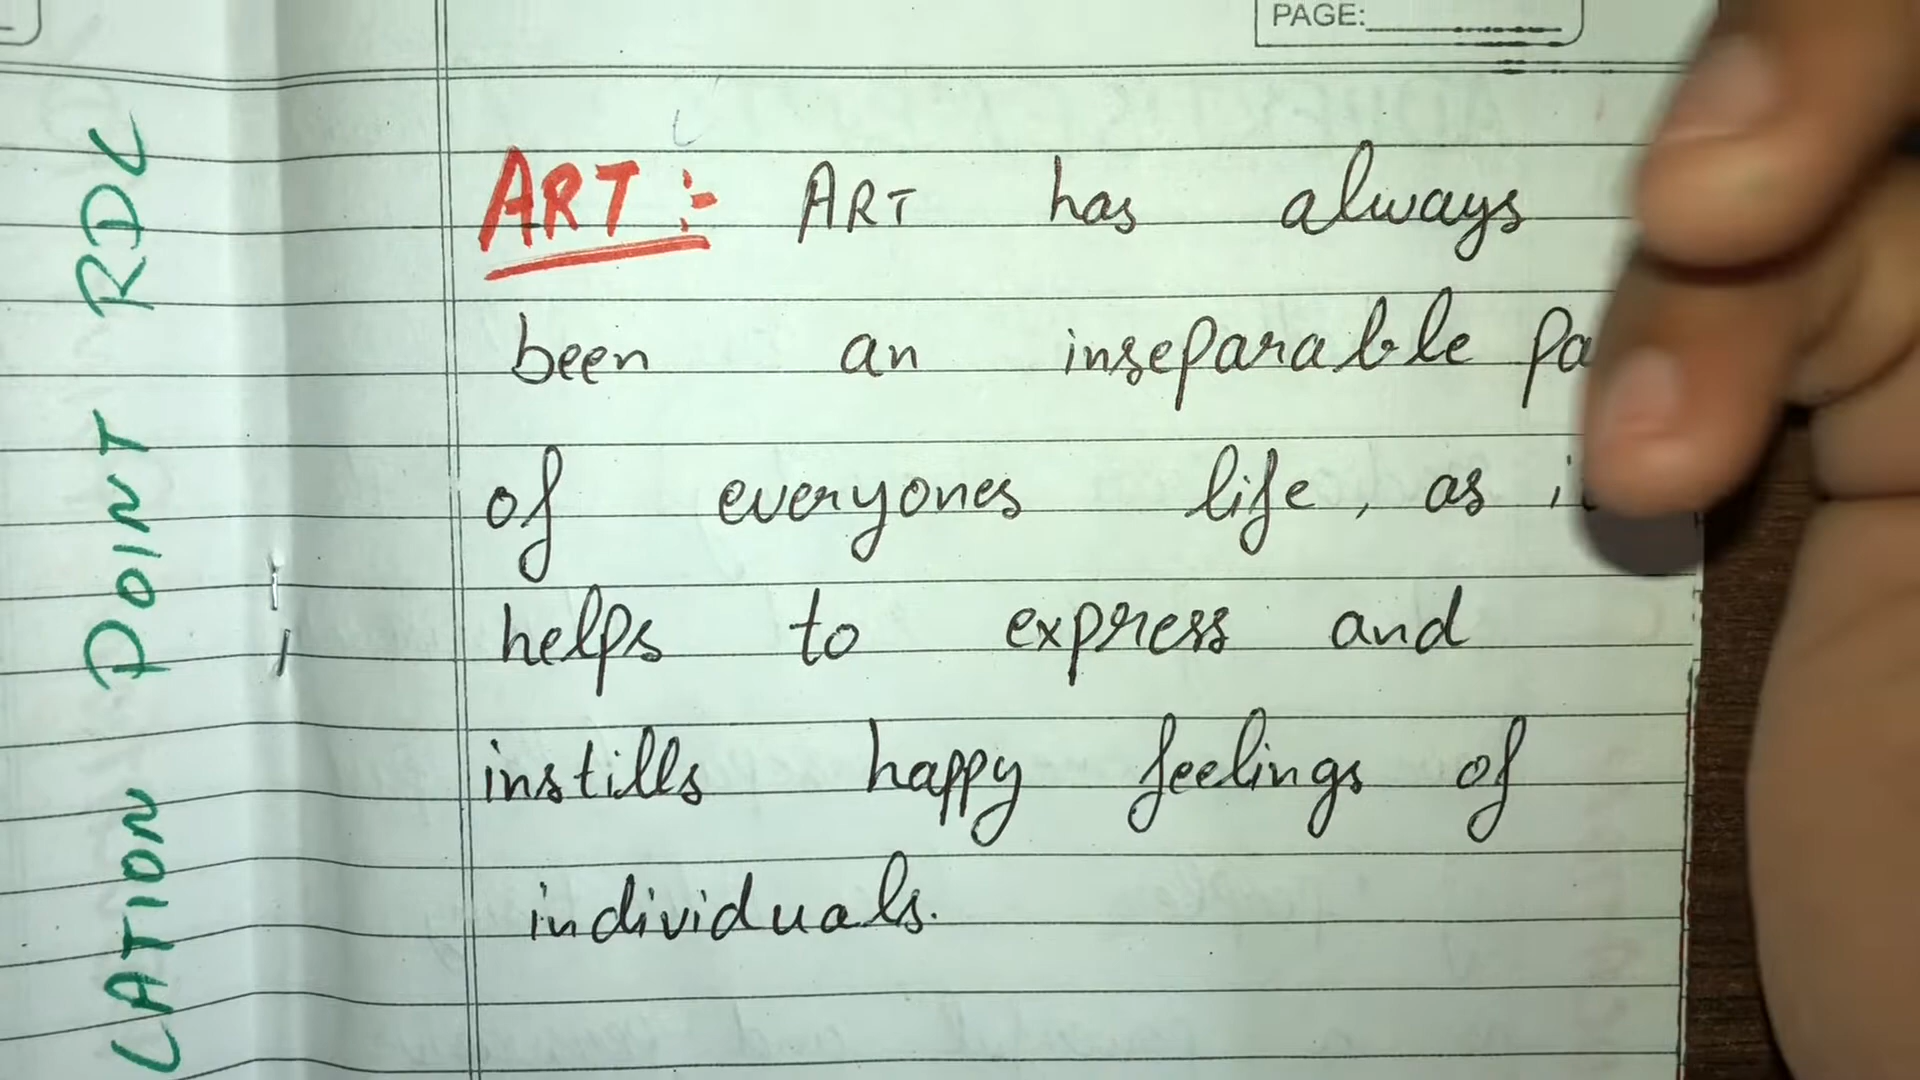 PAGE:
ART :- ART has always
been an inseparable
of everyones life, as
helps to express and
instills happy feelings of
individuals.
CATION POINT RDC